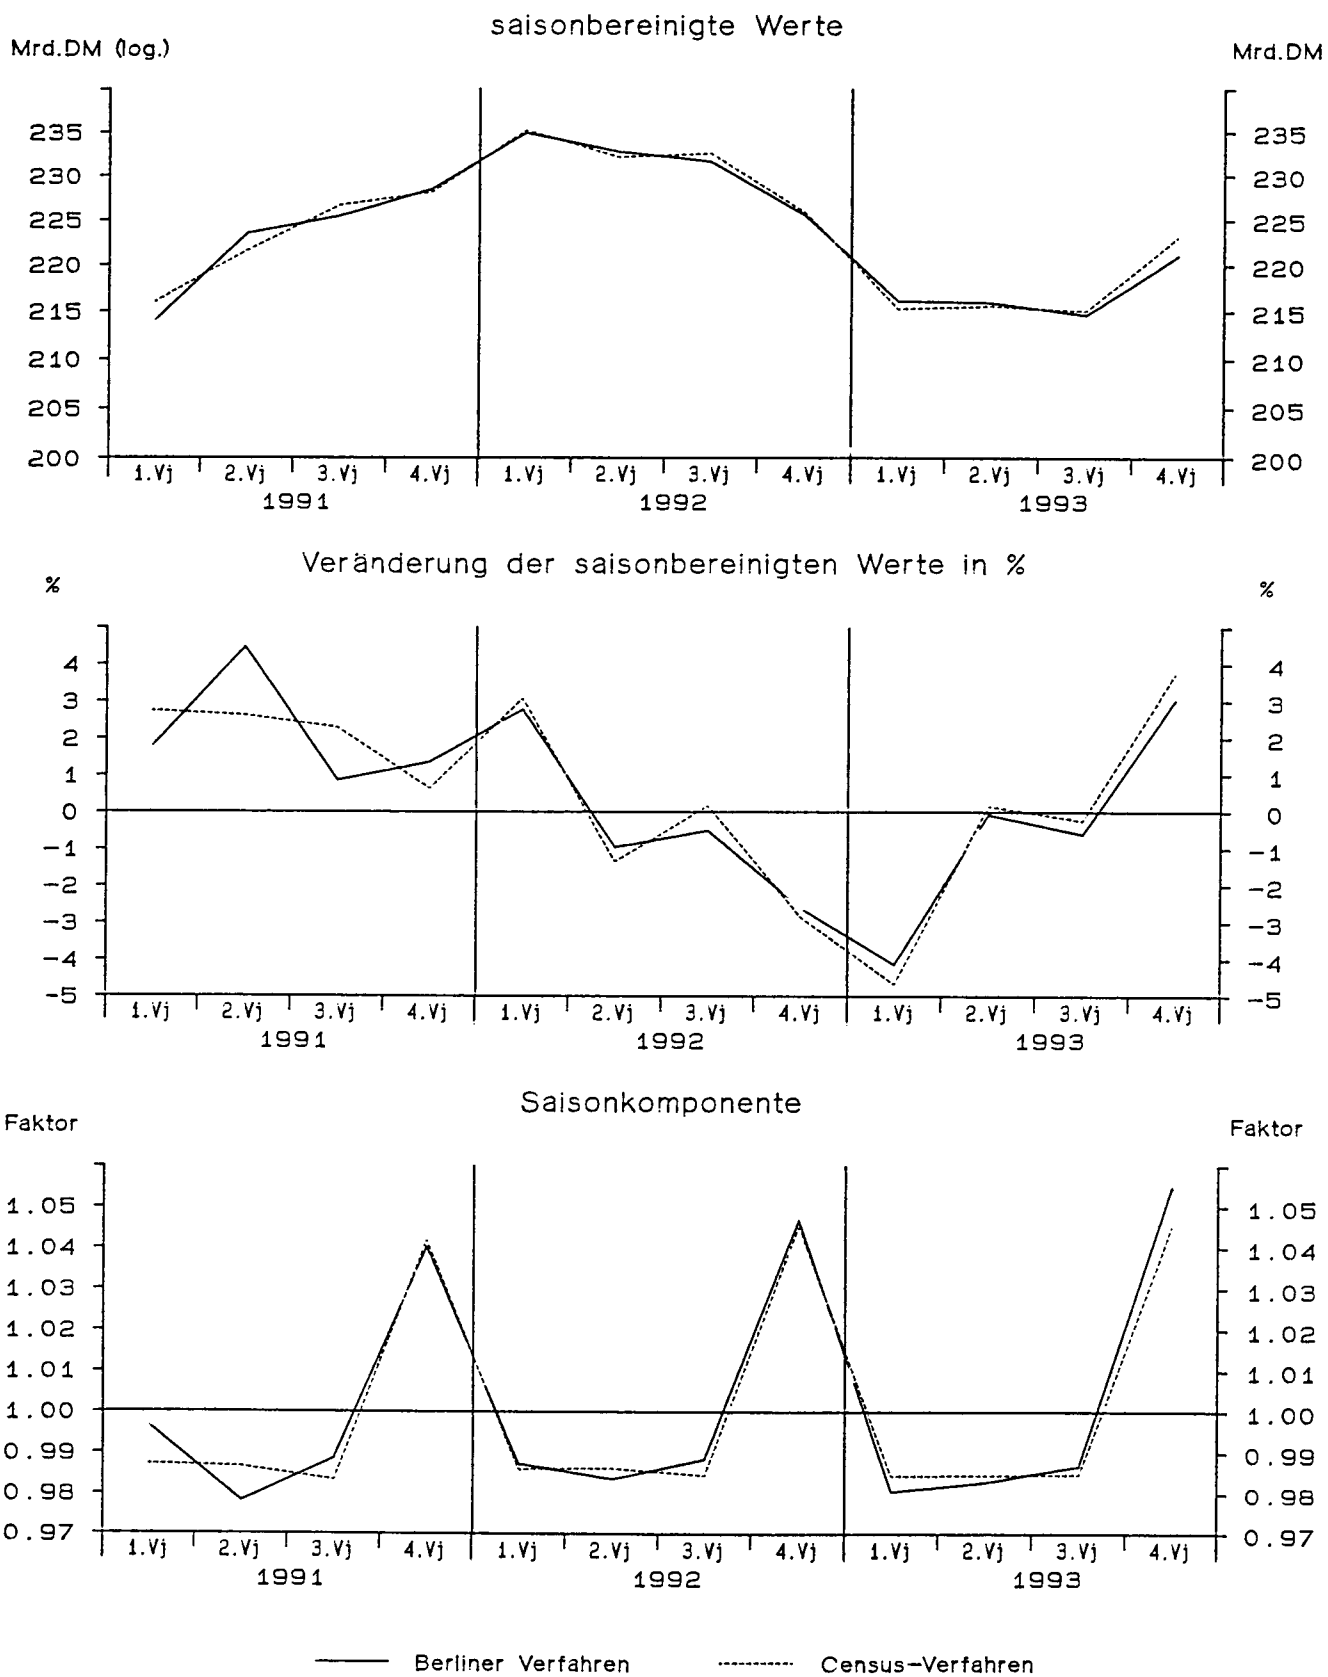 saisonbereinigte Werte
Mrd.DM (log.) Mrd.DM
235 235
230 230
225 225
220 220
215 215
210 210
205 205
200 200
1.Vj 2.Vj 3.Vj 4.Vj 1.Vj 2.Vj 3.Vj 4.Vj 1.Vj 2.Vj 3.Vj 4.Vj
1991 1992 1993
Veränderung der saisonbereinigten Werte in %
% %
4 4
3 3
2 2
1 1
0 0
-1 -1
-2 -2
-3 -3
-4 -4
-5 -5
1.Vj 2.Vj 3.Vj 4.Vj 1.Vj 2.Vj 3.Vj 4.Vj 1.Vj 2.Vj 3.Vj 4.Vj
1991 1992 1993
Saisonkomponente
Faktor Faktor
1.05 1.05
1.04 1.04
1.03 1.03
1.02 1.02
1.01 1.01
1.00 1.00
0.99 0.99
0.98 0.98
0.97 0.97
1.Vj 2.Vj 3.Vj 4.Vj 1.Vj 2.Vj 3.Vj 4.Vj 1.Vj 2.Vj 3.Vj 4.Vj
1991 1992 1993
Berliner Verfahren Census-Verfahren